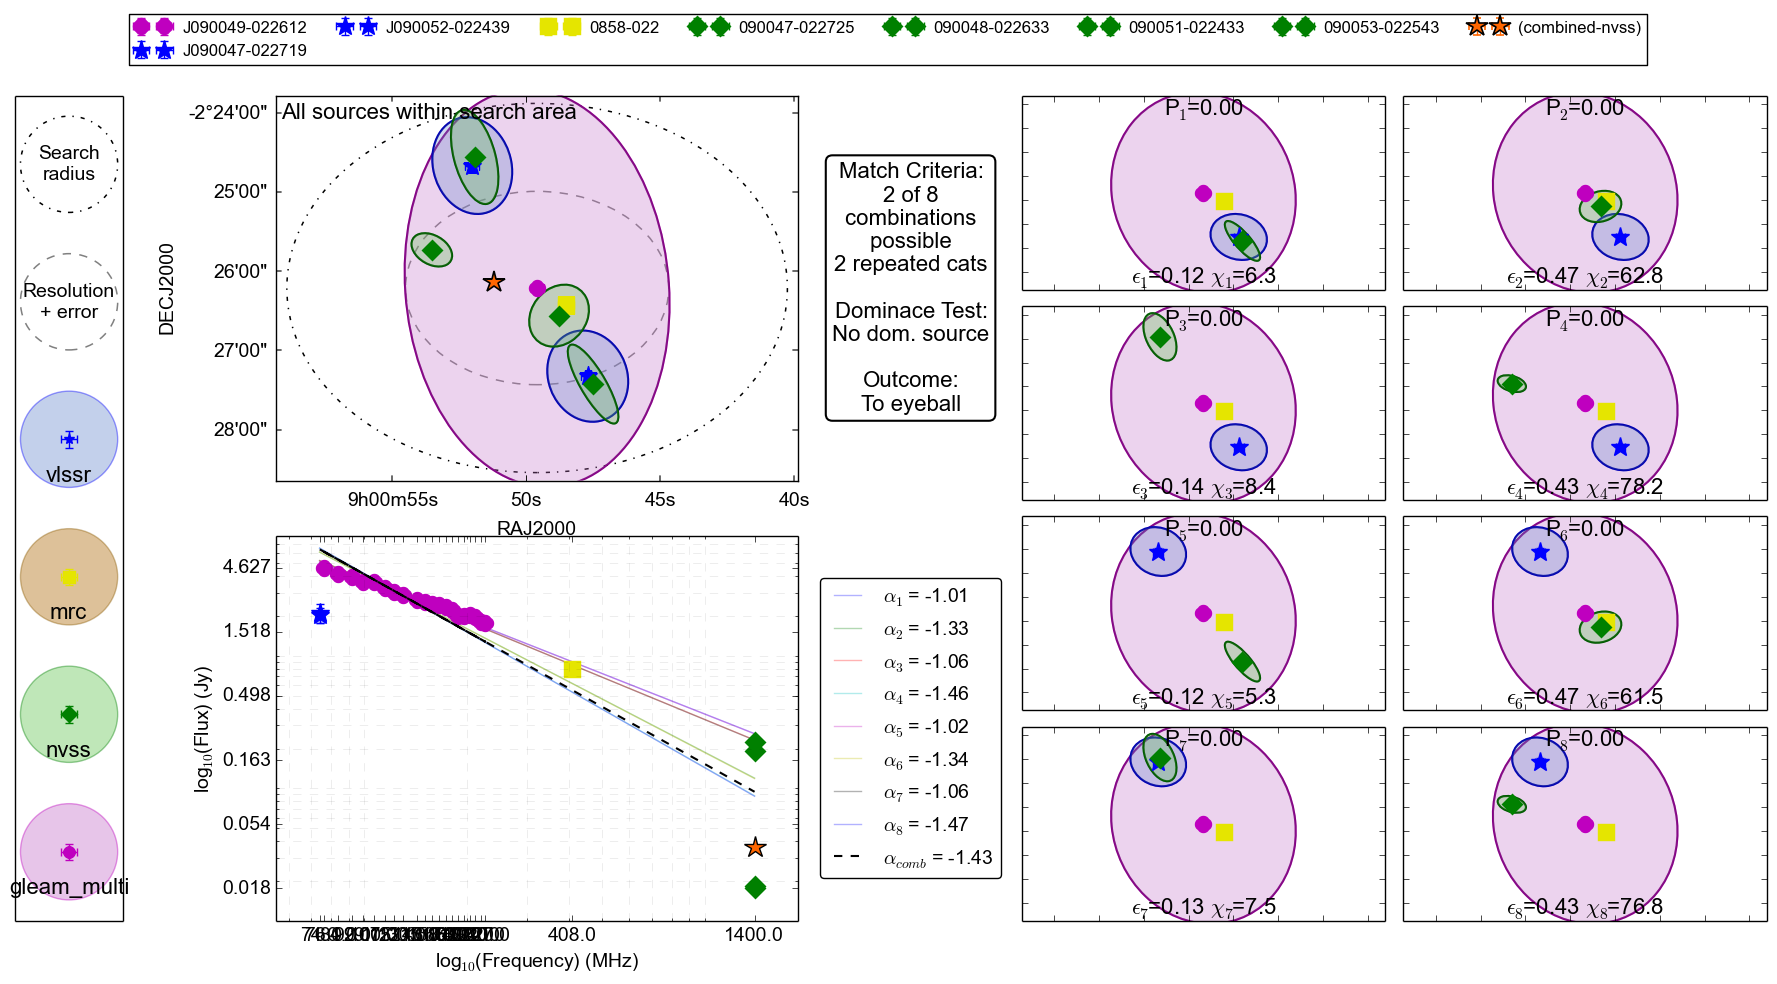 J090049-022612 J090052-022439 0858-022 090047-022725 090048-022633 090051-022433 090053-022543 (combined-nvss)
J090047-022719
Search
radius
Resolution
+ error
vlssr
mrc
nvss
gleam_multi
All sources within search area
-2°24'00"
25'00"
26'00"
27'00"
28'00"
DECJ2000
9h00m55s 50s 45s 40s
RAJ2000
Match Criteria:
2 of 8
combinations
possible
2 repeated cats
Dominace Test:
No dom. source
Outcome:
To eyeball
4.627
1.518
0.498
0.163
0.054
0.018
log10(Flux) (Jy)
408.0 1400.0
log10(Frequency) (MHz)
α1 = -1.01
α2 = -1.33
α3 = -1.06
α4 = -1.46
α5 = -1.02
α6 = -1.34
α7 = -1.06
α8 = -1.47
αcomb = -1.43
P1=0.00
ϵ1=0.12 χ1=6.3
P2=0.00
ϵ2=0.47 χ2=62.8
P3=0.00
ϵ3=0.14 χ3=8.4
P4=0.00
ϵ4=0.43 χ4=78.2
P5=0.00
ϵ5=0.12 χ5=5.3
P6=0.00
ϵ6=0.47 χ6=61.5
P7=0.00
ϵ7=0.13 χ7=7.5
P8=0.00
ϵ8=0.43 χ8=76.8